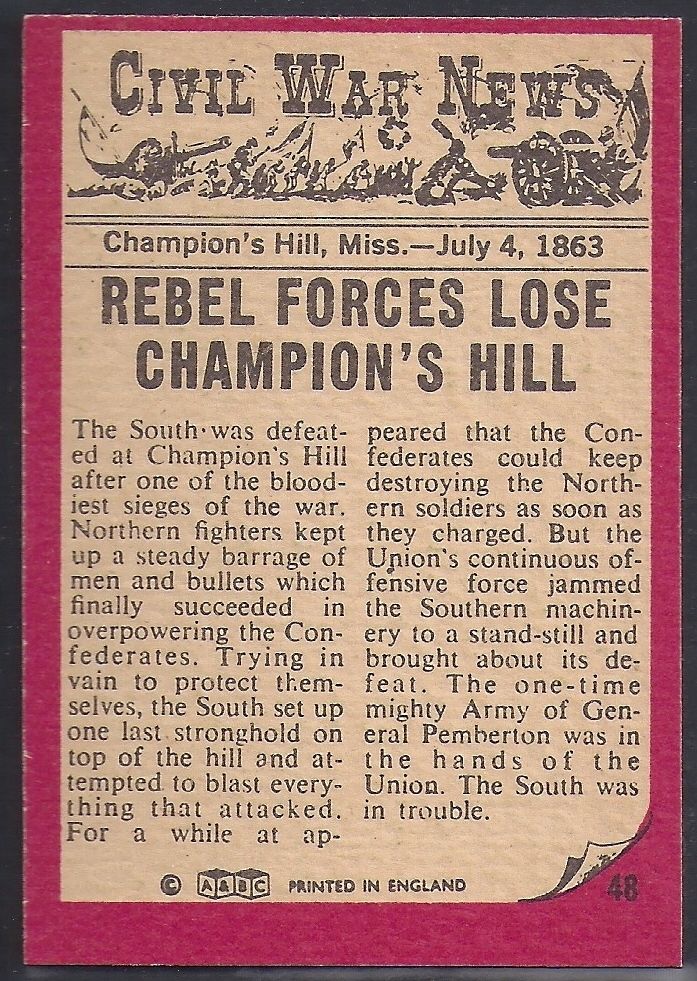 CIVIL WAR NEWS
Champion's Hill, Miss.—July 4, 1863
REBEL FORCES LOSE
CHAMPION'S HILL
The South was defeat-
ed at Champion's Hill
after one of the blood-
iest sieges of the war.
Northern fighters kept
up a steady barrage of
men and bullets which
finally succeeded in
overpowering the Con-
federates. Trying in
vain to protect them-
selves, the South set up
one last stronghold on
top of the hill and at-
tempted to blast every-
thing that attacked.
For a while at ap-
peared that the Con-
federates could keep
destroying the North-
ern soldiers as soon as
they charged. But the
Union's continuous of-
fensive force jammed
the Southern machin-
ery to a stand-still and
brought about its de-
feat. The one-time
mighty Army of Gen-
eral Pemberton was in
the hands of the
Union. The South was
in trouble.
© A&BC PRINTED IN ENGLAND
48